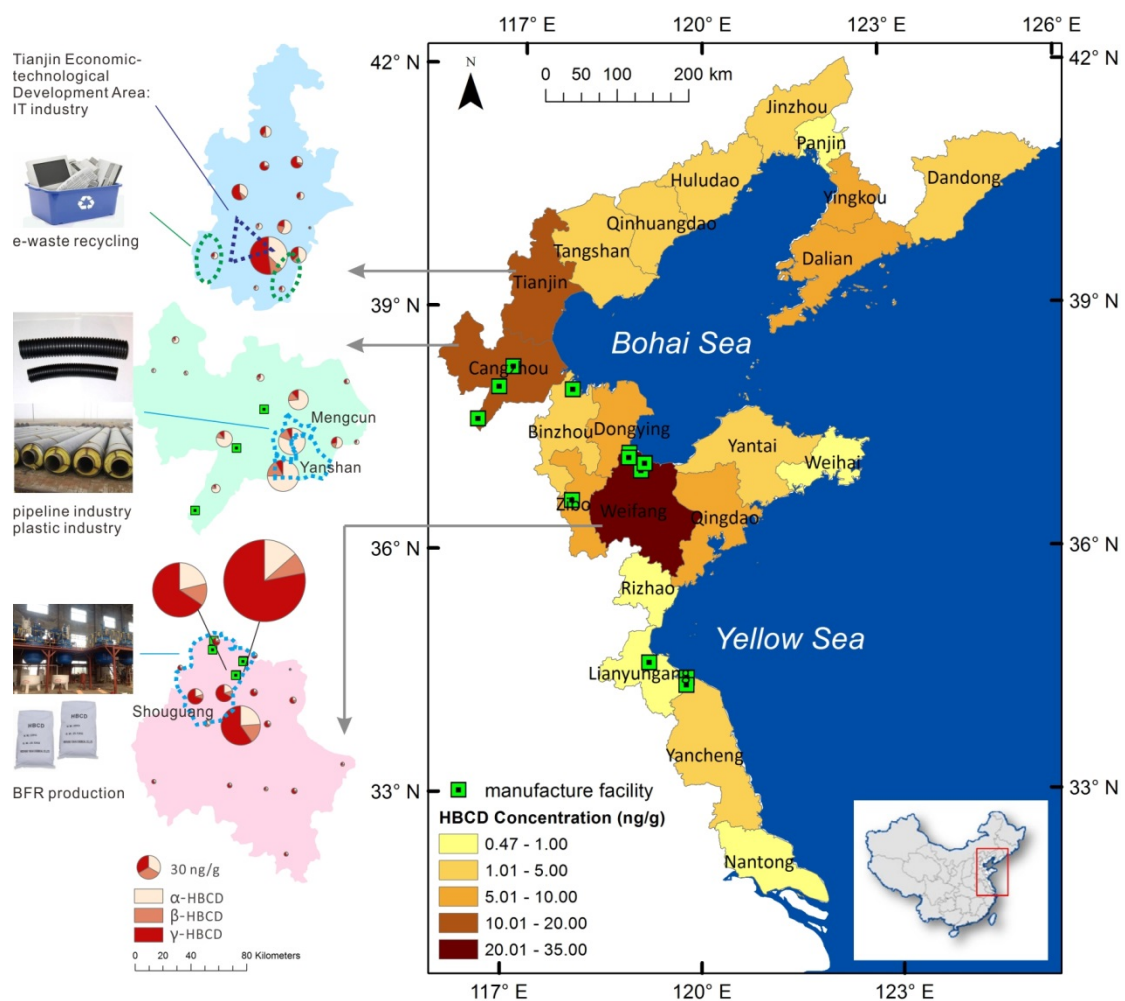 117° E
120° E
123° E
126° E
Tianjin Economic-
technological
Development Area:
IT industry
e-waste recycling
Mengcun
Yanshan
pipeline industry
plastic industry
Shouguang
HBCD
HBCD
BFR production
30 ng/g
α-HBCD
β-HBCD
γ-HBCD
0 20 40 60 80 Kilometers
42° N
42° N
39° N
39° N
36° N
36° N
33° N
33° N
N
0 50 100 200 km
Jinzhou
Panjin
Dandong
Huludao
Yingkou
Qinhuangdao
Tangshan
Dalian
Tianjin
Bohai Sea
Cangzhou
Binzhou
Dongying
Yantai
Weihai
Zibo
Weifang
Qingdao
Rizhao
Yellow Sea
Lianyungang
Yancheng
Nantong
manufacture facility
HBCD Concentration (ng/g)
0.47 - 1.00
1.01 - 5.00
5.01 - 10.00
10.01 - 20.00
20.01 - 35.00
117° E
120° E
123° E